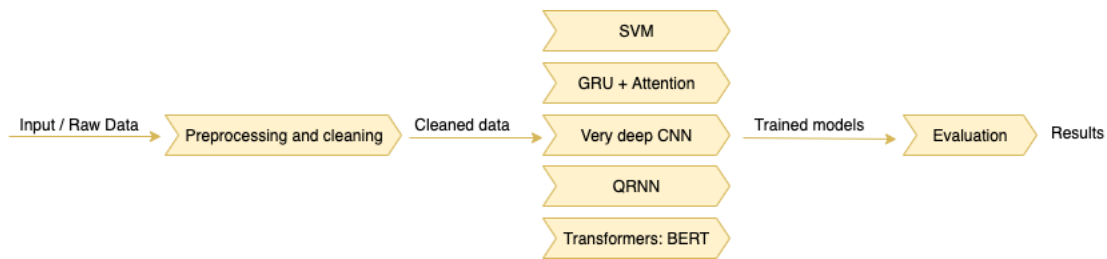 Input / Raw Data
Preprocessing and cleaning
Cleaned data
SVM
GRU + Attention
Very deep CNN
QRNN
Transformers: BERT
Trained models
Evaluation
Results